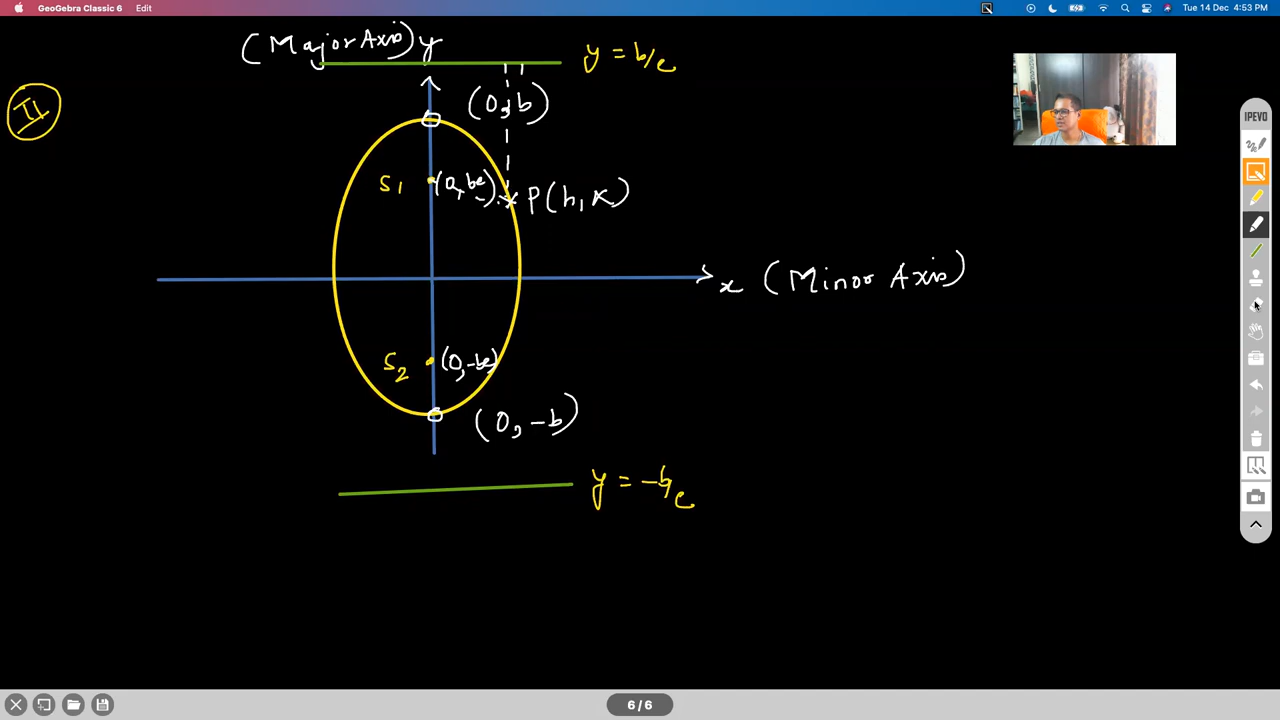 GeoGebra Classic 6 Edit
Tue 14 Dec 4:53 PM
(Major Axis) y
y = b/e
II
(0, b)
IPEVO
S1
(0, be)
P(h, k)
x (Minor Axis)
S2
(0, -be)
(0, -b)
y = -b/e
6 / 6